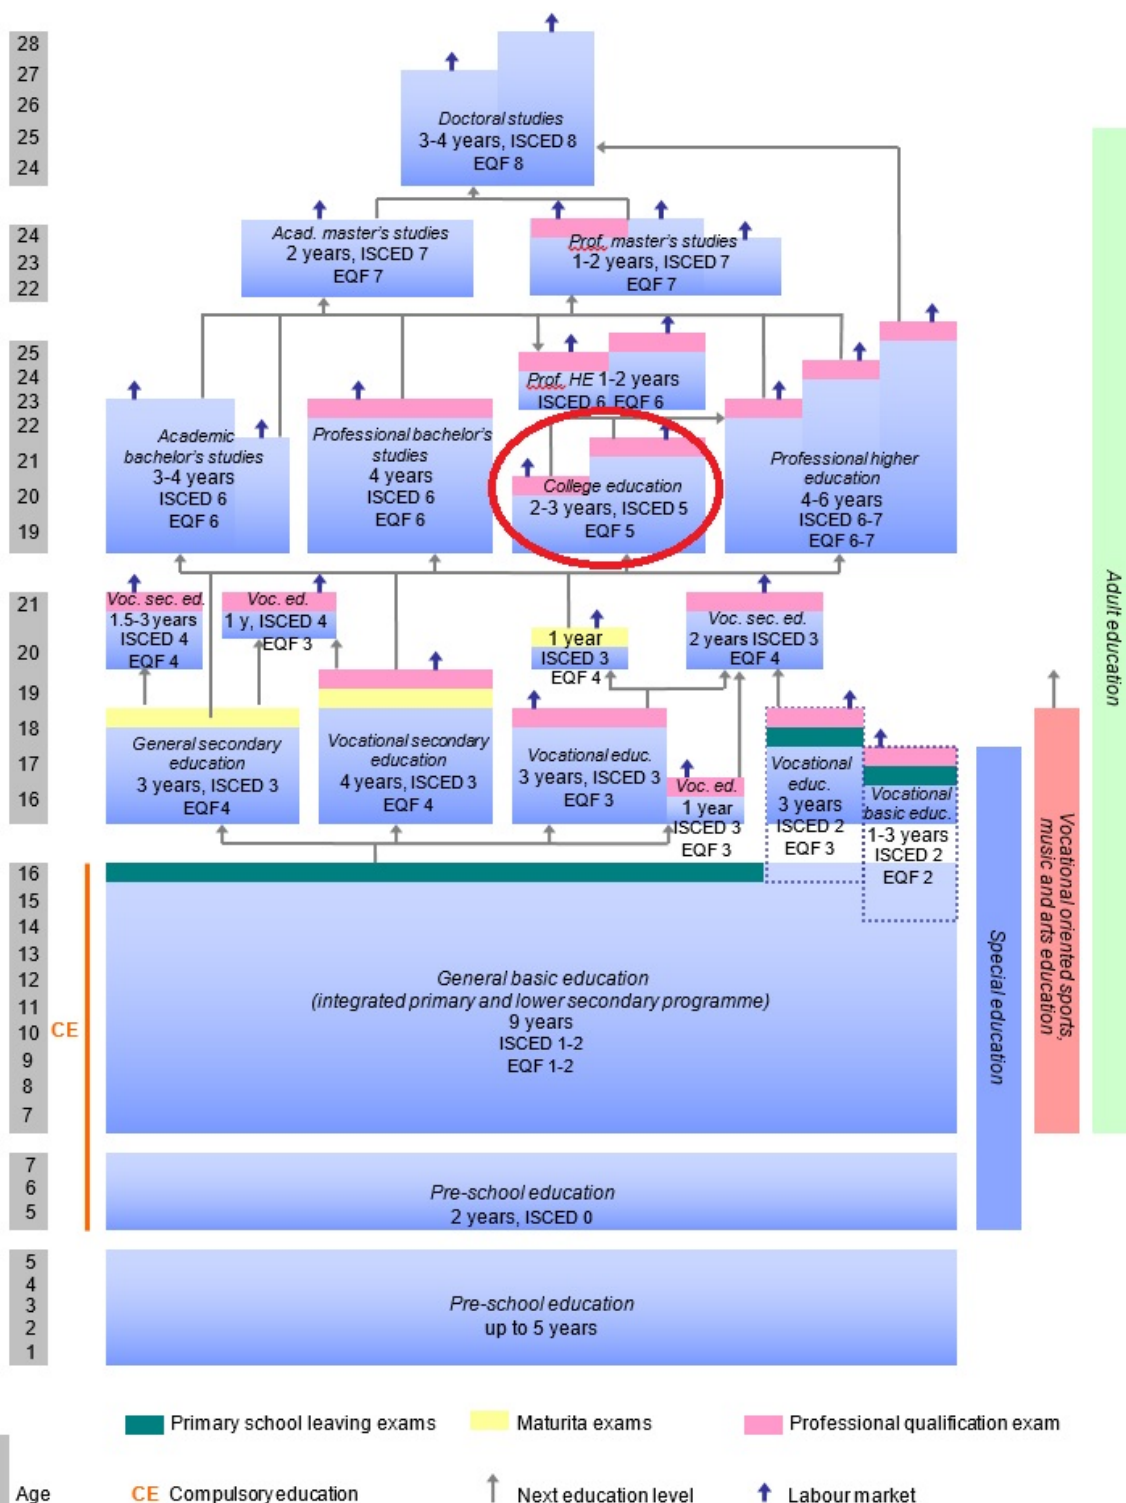 28
27
26
25
24
Doctoral studies
3-4 years, ISCED 8
EQF 8
24
23
22
Acad. master's studies
2 years, ISCED 7
EQF 7
Prof. master's studies
1-2 years, ISCED 7
EQF 7
25
24
23
22
21
20
19
Academic
bachelor's studies
3-4 years
ISCED 6
EQF 6
Professional bachelor's
studies
4 years
ISCED 6
EQF 6
Prof. HE 1-2 years
ISCED 6 EQF 6
College education
2-3 years, ISCED 5
EQF 5
Professional higher
education
4-6 years
ISCED 6-7
EQF 6-7
21
20
19
18
17
16
Voc. sec. ed.
1.5-3 years
ISCED 4
EQF 4
Voc. ed.
1 y, ISCED 4
EQF 3
1 year
ISCED 3
EQF 4
Voc. sec. ed.
2 years ISCED 3
EQF 4
General secondary
education
3 years, ISCED 3
EQF4
Vocational secondary
education
4 years, ISCED 3
EQF 4
Vocational educ.
3 years, ISCED 3
EQF 3
Voc. ed.
1 year
ISCED 3
EQF 3
Vocational
educ.
3 years
ISCED 2
EQF 3
Vocational
basic educ.
1-3 years
ISCED 2
EQF 2
16
15
14
13
12
11
10
9
8
7
CE
General basic education
(integrated primary and lower secondary programme)
9 years
ISCED 1-2
EQF 1-2
7
6
5
Pre-school education
2 years, ISCED 0
5
4
3
2
1
Pre-school education
up to 5 years
Special education
Vocational oriented sports,
music and arts education
Adult education
Primary school leaving exams
Maturita exams
Professional qualification exam
Age
CE Compulsory education
Next education level
Labour market